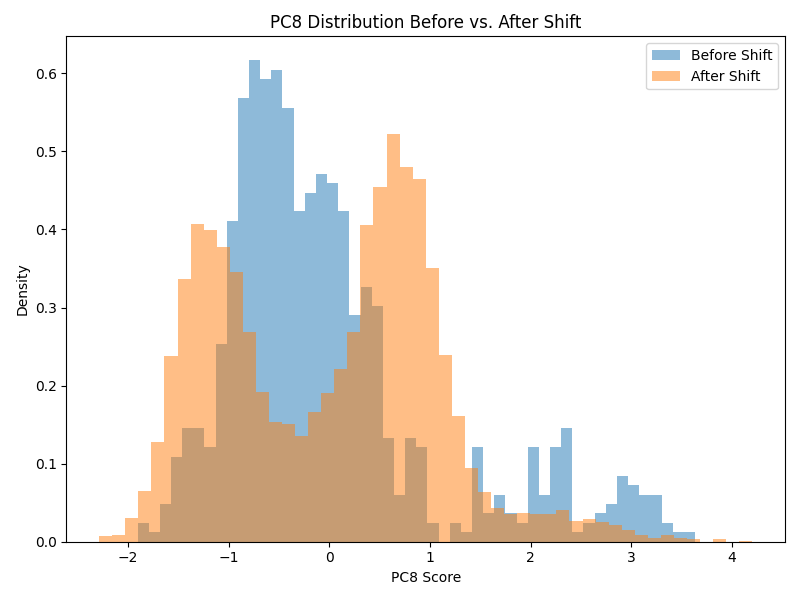 PC8 Distribution Before vs. After Shift
Before Shift
After Shift
0.6
0.5
0.4
0.3
0.2
0.1
0.0
Density
−2
−1
0
1
2
3
4
PC8 Score